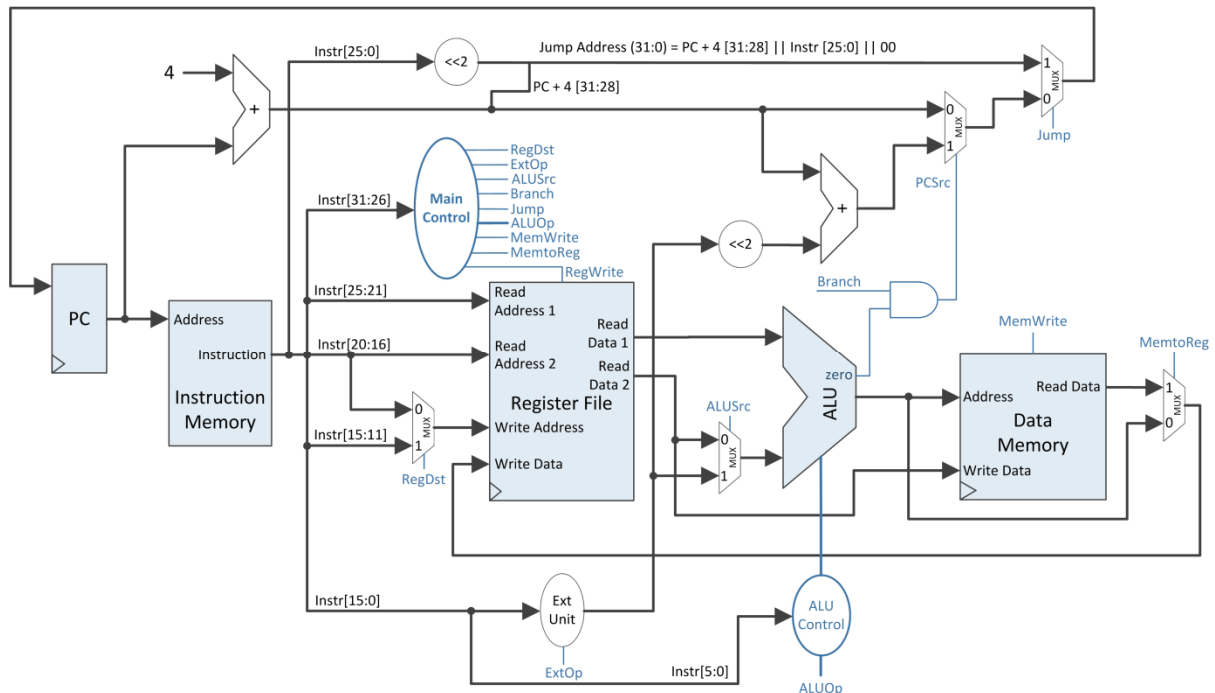 Instr[25:0]
<<2
Jump Address (31:0) = PC + 4 [31:28] || Instr [25:0] || 00
1
MUX
0
Jump
4
PC + 4 [31:28]
+
0
MUX
1
PCSrc
RegDst
ExtOp
ALUSrc
Branch
Jump
ALUOp
MemWrite
MemtoReg
RegWrite
Main
Control
Instr[31:26]
+
<<2
Branch
PC
Address
Instruction
Instruction
Memory
Instr[25:21]
Instr[20:16]
Instr[15:11]
0
MUX
1
RegDst
Read
Address 1
Read
Address 2
Register File
Write Address
Write Data
Read
Data 1
Read
Data 2
ALUSrc
0
MUX
1
zero
ALU
MemWrite
Address
Read Data
Data
Memory
Write Data
MemtoReg
1
MUX
0
Instr[15:0]
Ext
Unit
ExtOp
Instr[5:0]
ALU
Control
ALUOp